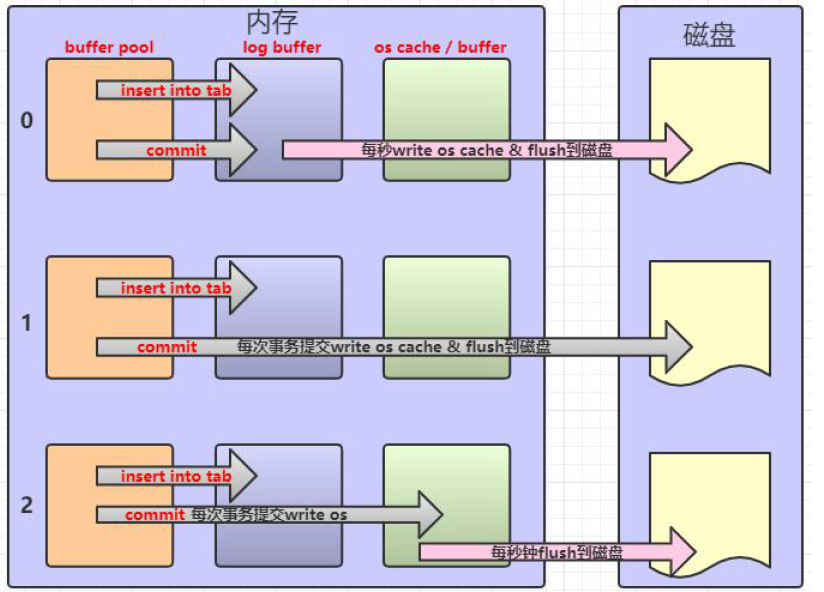 内存
磁盘
buffer pool
log buffer
os cache / buffer
0
insert into tab
commit
每秒write os cache & flush到磁盘
1
insert into tab
commit 每次事务提交write os cache & flush到磁盘
2
insert into tab
commit 每次事务提交write os
每秒钟flush到磁盘